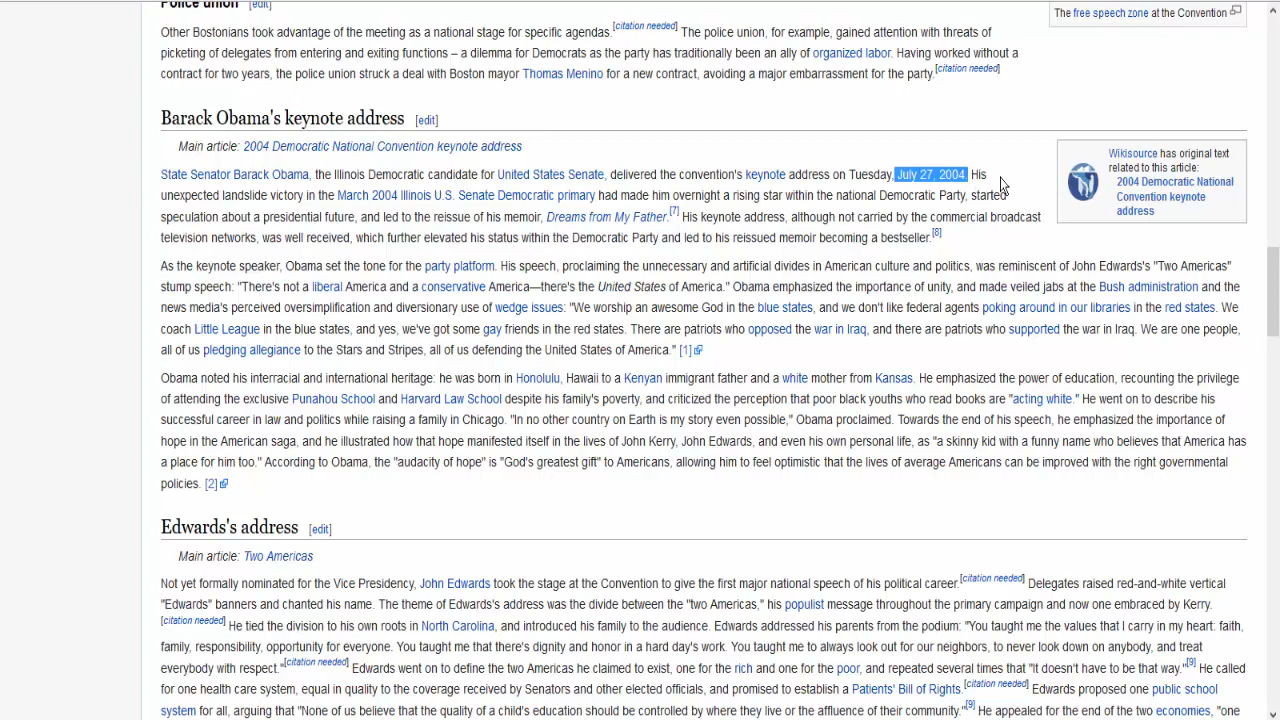 Police union [edit]
The free speech zone at the Convention
Other Bostonians took advantage of the meeting as a national stage for specific agendas.[citation needed] The police union, for example, gained attention with threats of
picketing of delegates from entering and exiting functions – a dilemma for Democrats as the party has traditionally been an ally of organized labor. Having worked without a
contract for two years, the police union struck a deal with Boston mayor Thomas Menino for a new contract, avoiding a major embarrassment for the party.[citation needed]
Barack Obama's keynote address [edit]
Main article: 2004 Democratic National Convention keynote address
State Senator Barack Obama, the Illinois Democratic candidate for United States Senate, delivered the convention's keynote address on Tuesday, July 27, 2004. His
unexpected landslide victory in the March 2004 Illinois U.S. Senate Democratic primary had made him overnight a rising star within the national Democratic Party, started
speculation about a presidential future, and led to the reissue of his memoir, Dreams from My Father.[7] His keynote address, although not carried by the commercial broadcast
television networks, was well received, which further elevated his status within the Democratic Party and led to his reissued memoir becoming a bestseller.[8]
Wikisource has original text
related to this article:
2004 Democratic National
Convention keynote
address
As the keynote speaker, Obama set the tone for the party platform. His speech, proclaiming the unnecessary and artificial divides in American culture and politics, was reminiscent of John Edwards's "Two Americas"
stump speech: "There's not a liberal America and a conservative America—there's the United States of America." Obama emphasized the importance of unity, and made veiled jabs at the Bush administration and the
news media's perceived oversimplification and diversionary use of wedge issues: "We worship an awesome God in the blue states, and we don't like federal agents poking around in our libraries in the red states. We
coach Little League in the blue states, and yes, we've got some gay friends in the red states. There are patriots who opposed the war in Iraq, and there are patriots who supported the war in Iraq. We are one people,
all of us pledging allegiance to the Stars and Stripes, all of us defending the United States of America." [1]
Obama noted his interracial and international heritage: he was born in Honolulu, Hawaii to a Kenyan immigrant father and a white mother from Kansas. He emphasized the power of education, recounting the privilege
of attending the exclusive Punahou School and Harvard Law School despite his family's poverty, and criticized the perception that poor black youths who read books are "acting white." He went on to describe his
successful career in law and politics while raising a family in Chicago. "In no other country on Earth is my story even possible," Obama proclaimed. Towards the end of his speech, he emphasized the importance of
hope in the American saga, and he illustrated how that hope manifested itself in the lives of John Kerry, John Edwards, and even his own personal life, as "a skinny kid with a funny name who believes that America has
a place for him too." According to Obama, the "audacity of hope" is "God's greatest gift" to Americans, allowing him to feel optimistic that the lives of average Americans can be improved with the right governmental
policies. [2]
Edwards's address [edit]
Main article: Two Americas
Not yet formally nominated for the Vice Presidency, John Edwards took the stage at the Convention to give the first major national speech of his political career.[citation needed] Delegates raised red-and-white vertical
"Edwards" banners and chanted his name. The theme of Edwards's address was the divide between the "two Americas," his populist message throughout the primary campaign and now one embraced by Kerry.
[citation needed] He tied the division to his own roots in North Carolina, and introduced his family to the audience. Edwards addressed his parents from the podium: "You taught me the values that I carry in my heart: faith,
family, responsibility, opportunity for everyone. You taught me that there's dignity and honor in a hard day's work. You taught me to always look out for our neighbors, to never look down on anybody, and treat
everybody with respect."[citation needed] Edwards went on to define the two Americas he claimed to exist, one for the rich and one for the poor, and repeated several times that "It doesn't have to be that way."[9] He called
for one health care system, equal in quality to the coverage received by Senators and other elected officials, and promised to establish a Patients' Bill of Rights.[citation needed] Edwards proposed one public school
system for all, arguing that "None of us believe that the quality of a child's education should be controlled by where they live or the affluence of their community."[9] He appealed for the end of the two economies, "one